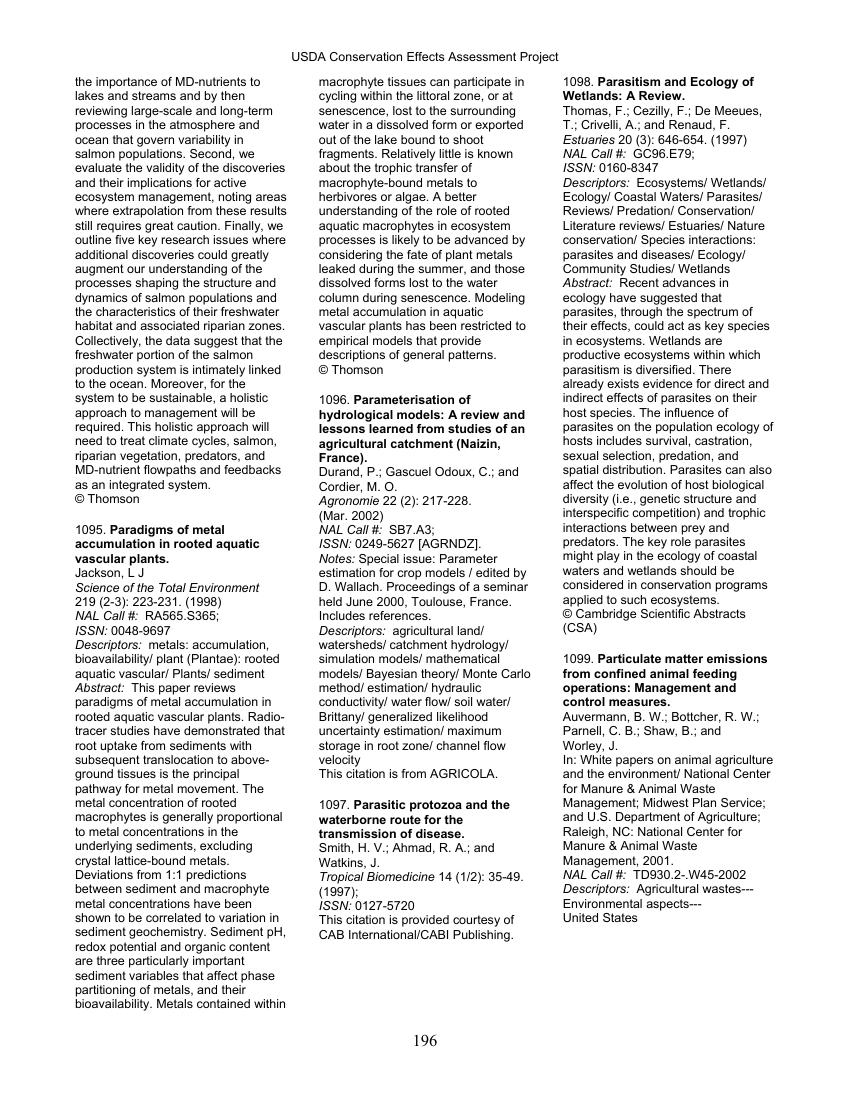 USDA Conservation Effects Assessment Project
the importance of MD-nutrients to
lakes and streams and by then
reviewing large-scale and long-term
processes in the atmosphere and
ocean that govern variability in
salmon populations. Second, we
evaluate the validity of the discoveries
and their implications for active
ecosystem management, noting areas
where extrapolation from these results
still requires great caution. Finally, we
outline five key research issues where
additional discoveries could greatly
augment our understanding of the
processes shaping the structure and
dynamics of salmon populations and
the characteristics of their freshwater
habitat and associated riparian zones.
Collectively, the data suggest that the
freshwater portion of the salmon
production system is intimately linked
to the ocean. Moreover, for the
system to be sustainable, a holistic
approach to management will be
required. This holistic approach will
need to treat climate cycles, salmon,
riparian vegetation, predators, and
MD-nutrient flowpaths and feedbacks
as an integrated system.
© Thomson
1095. Paradigms of metal
accumulation in rooted aquatic
vascular plants.
Jackson, L J
Science of the Total Environment
219 (2-3): 223-231. (1998)
NAL Call #: RA565.S365;
ISSN: 0048-9697
Descriptors: metals: accumulation,
bioavailability/ plant (Plantae): rooted
aquatic vascular/ Plants/ sediment
Abstract: This paper reviews
paradigms of metal accumulation in
rooted aquatic vascular plants. Radio-
tracer studies have demonstrated that
root uptake from sediments with
subsequent translocation to above-
ground tissues is the principal
pathway for metal movement. The
metal concentration of rooted
macrophytes is generally proportional
to metal concentrations in the
underlying sediments, excluding
crystal lattice-bound metals.
Deviations from 1:1 predictions
between sediment and macrophyte
metal concentrations have been
shown to be correlated to variation in
sediment geochemistry. Sediment pH,
redox potential and organic content
are three particularly important
sediment variables that affect phase
partitioning of metals, and their
bioavailability. Metals contained within
macrophyte tissues can participate in
cycling within the littoral zone, or at
senescence, lost to the surrounding
water in a dissolved form or exported
out of the lake bound to shoot
fragments. Relatively little is known
about the trophic transfer of
macrophyte-bound metals to
herbivores or algae. A better
understanding of the role of rooted
aquatic macrophytes in ecosystem
processes is likely to be advanced by
considering the fate of plant metals
leaked during the summer, and those
dissolved forms lost to the water
column during senescence. Modeling
metal accumulation in aquatic
vascular plants has been restricted to
empirical models that provide
descriptions of general patterns.
© Thomson
1096. Parameterisation of
hydrological models: A review and
lessons learned from studies of an
agricultural catchment (Naizin,
France).
Durand, P.; Gascuel Odoux, C.; and
Cordier, M. O.
Agronomie 22 (2): 217-228.
(Mar. 2002)
NAL Call #: SB7.A3;
ISSN: 0249-5627 [AGRNDZ].
Notes: Special issue: Parameter
estimation for crop models / edited by
D. Wallach. Proceedings of a seminar
held June 2000, Toulouse, France.
Includes references.
Descriptors: agricultural land/
watersheds/ catchment hydrology/
simulation models/ mathematical
models/ Bayesian theory/ Monte Carlo
method/ estimation/ hydraulic
conductivity/ water flow/ soil water/
Brittany/ generalized likelihood
uncertainty estimation/ maximum
storage in root zone/ channel flow
velocity
This citation is from AGRICOLA.
1097. Parasitic protozoa and the
waterborne route for the
transmission of disease.
Smith, H. V.; Ahmad, R. A.; and
Watkins, J.
Tropical Biomedicine 14 (1/2): 35-49.
(1997);
ISSN: 0127-5720
This citation is provided courtesy of
CAB International/CABI Publishing.
1098. Parasitism and Ecology of
Wetlands: A Review.
Thomas, F.; Cezilly, F.; De Meeues,
T.; Crivelli, A.; and Renaud, F.
Estuaries 20 (3): 646-654. (1997)
NAL Call #: GC96.E79;
ISSN: 0160-8347
Descriptors: Ecosystems/ Wetlands/
Ecology/ Coastal Waters/ Parasites/
Reviews/ Predation/ Conservation/
Literature reviews/ Estuaries/ Nature
conservation/ Species interactions:
parasites and diseases/ Ecology/
Community Studies/ Wetlands
Abstract: Recent advances in
ecology have suggested that
parasites, through the spectrum of
their effects, could act as key species
in ecosystems. Wetlands are
productive ecosystems within which
parasitism is diversified. There
already exists evidence for direct and
indirect effects of parasites on their
host species. The influence of
parasites on the population ecology of
hosts includes survival, castration,
sexual selection, predation, and
spatial distribution. Parasites can also
affect the evolution of host biological
diversity (i.e., genetic structure and
interspecific competition) and trophic
interactions between prey and
predators. The key role parasites
might play in the ecology of coastal
waters and wetlands should be
considered in conservation programs
applied to such ecosystems.
© Cambridge Scientific Abstracts
(CSA)
1099. Particulate matter emissions
from confined animal feeding
operations: Management and
control measures.
Auvermann, B. W.; Bottcher, R. W.;
Parnell, C. B.; Shaw, B.; and
Worley, J.
In: White papers on animal agriculture
and the environment/ National Center
for Manure & Animal Waste
Management; Midwest Plan Service;
and U.S. Department of Agriculture;
Raleigh, NC: National Center for
Manure & Animal Waste
Management, 2001.
NAL Call #: TD930.2-.W45-2002
Descriptors: Agricultural wastes---
Environmental aspects---
United States
196